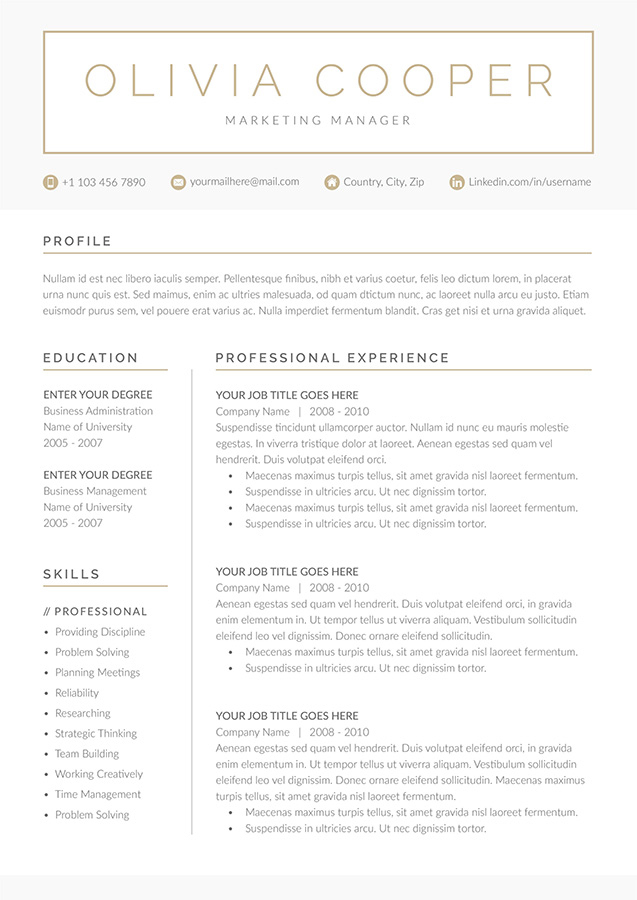 OLIVIA COOPER
MARKETING MANAGER
+1 103 456 7890
yourmailhere@mail.com
Country, City, Zip
Linkedin.com/in/username
PROFILE
Nullam id est nec libero iaculis semper. Pellentesque finibus, nibh et varius coetur, felis leo dictum lorem, in placerat
urna nunc quis est. Sed maimus, enim ac ultries malesuada, od quam dtictum nunc, ac laoreet nulla arcu eu justo. Etiam
euismodr purus sem, vel pouere erat varius ac. Nulla imperdiet fermentum blandit. Cras get nisi et urna gravida aliquet.
EDUCATION
ENTER YOUR DEGREE
Business Administration
Name of University
2005 - 2007
ENTER YOUR DEGREE
Business Management
Name of University
2005 - 2007
SKILLS
// PROFESSIONAL
• Providing Discipline
• Problem Solving
• Planning Meetings
• Reliability
• Researching
• Strategic Thinking
• Team Building
• Working Creatively
• Time Management
• Problem Solving
PROFESSIONAL EXPERIENCE
YOUR JOB TITLE GOES HERE
Company Name | 2008 - 2010
Suspendisse tincidunt ullamcorper auctor. Nullam id nunc eu mauris molestie
egestas. In viverra tristique dolor at laoreet. Aenean egestas sed quam vel
hendrerit. Duis volutpat eleifend orci.
• Maecenas maximus turpis tellus, sit amet gravida nisl laoreet fermentum.
• Suspendisse in ultricies arcu. Ut nec dignissim tortor.
• Maecenas maximus turpis tellus, sit amet gravida nisl laoreet fermentum.
• Suspendisse in ultricies arcu. Ut nec dignissim tortor.
YOUR JOB TITLE GOES HERE
Company Name | 2008 - 2010
Aenean egestas sed quam vel hendrerit. Duis volutpat eleifend orci, in gravida
enim elementum in. Vestibulum sit amet ullamcorper urna. Vestibulum sollicitudin
eleifend leo vel dignissim. Donec ornare eleifend sollicitudin.
• Maecenas maximus turpis tellus, sit amet gravida nisl laoreet fermentum.
• Suspendisse in ultricies arcu. Ut nec dignissim tortor.
YOUR JOB TITLE GOES HERE
Company Name | 2008 - 2010
Aenean egestas sed quam vel hendrerit. Duis volutpat eleifend orci, in gravida
enim elementum in. Vestibulum sit amet ullamcorper urna. Vestibulum sollicitudin
eleifend leo vel dignissim. Donec ornare eleifend sollicitudin. Maecenas maximus
turpis tellus, sit amet gravida nisl laoreet fermentum.
• Maecenas maximus turpis tellus, sit amet gravida nisl laoreet fermentum.
• Suspendisse in ultricies arcu. Ut nec dignissim tortor.